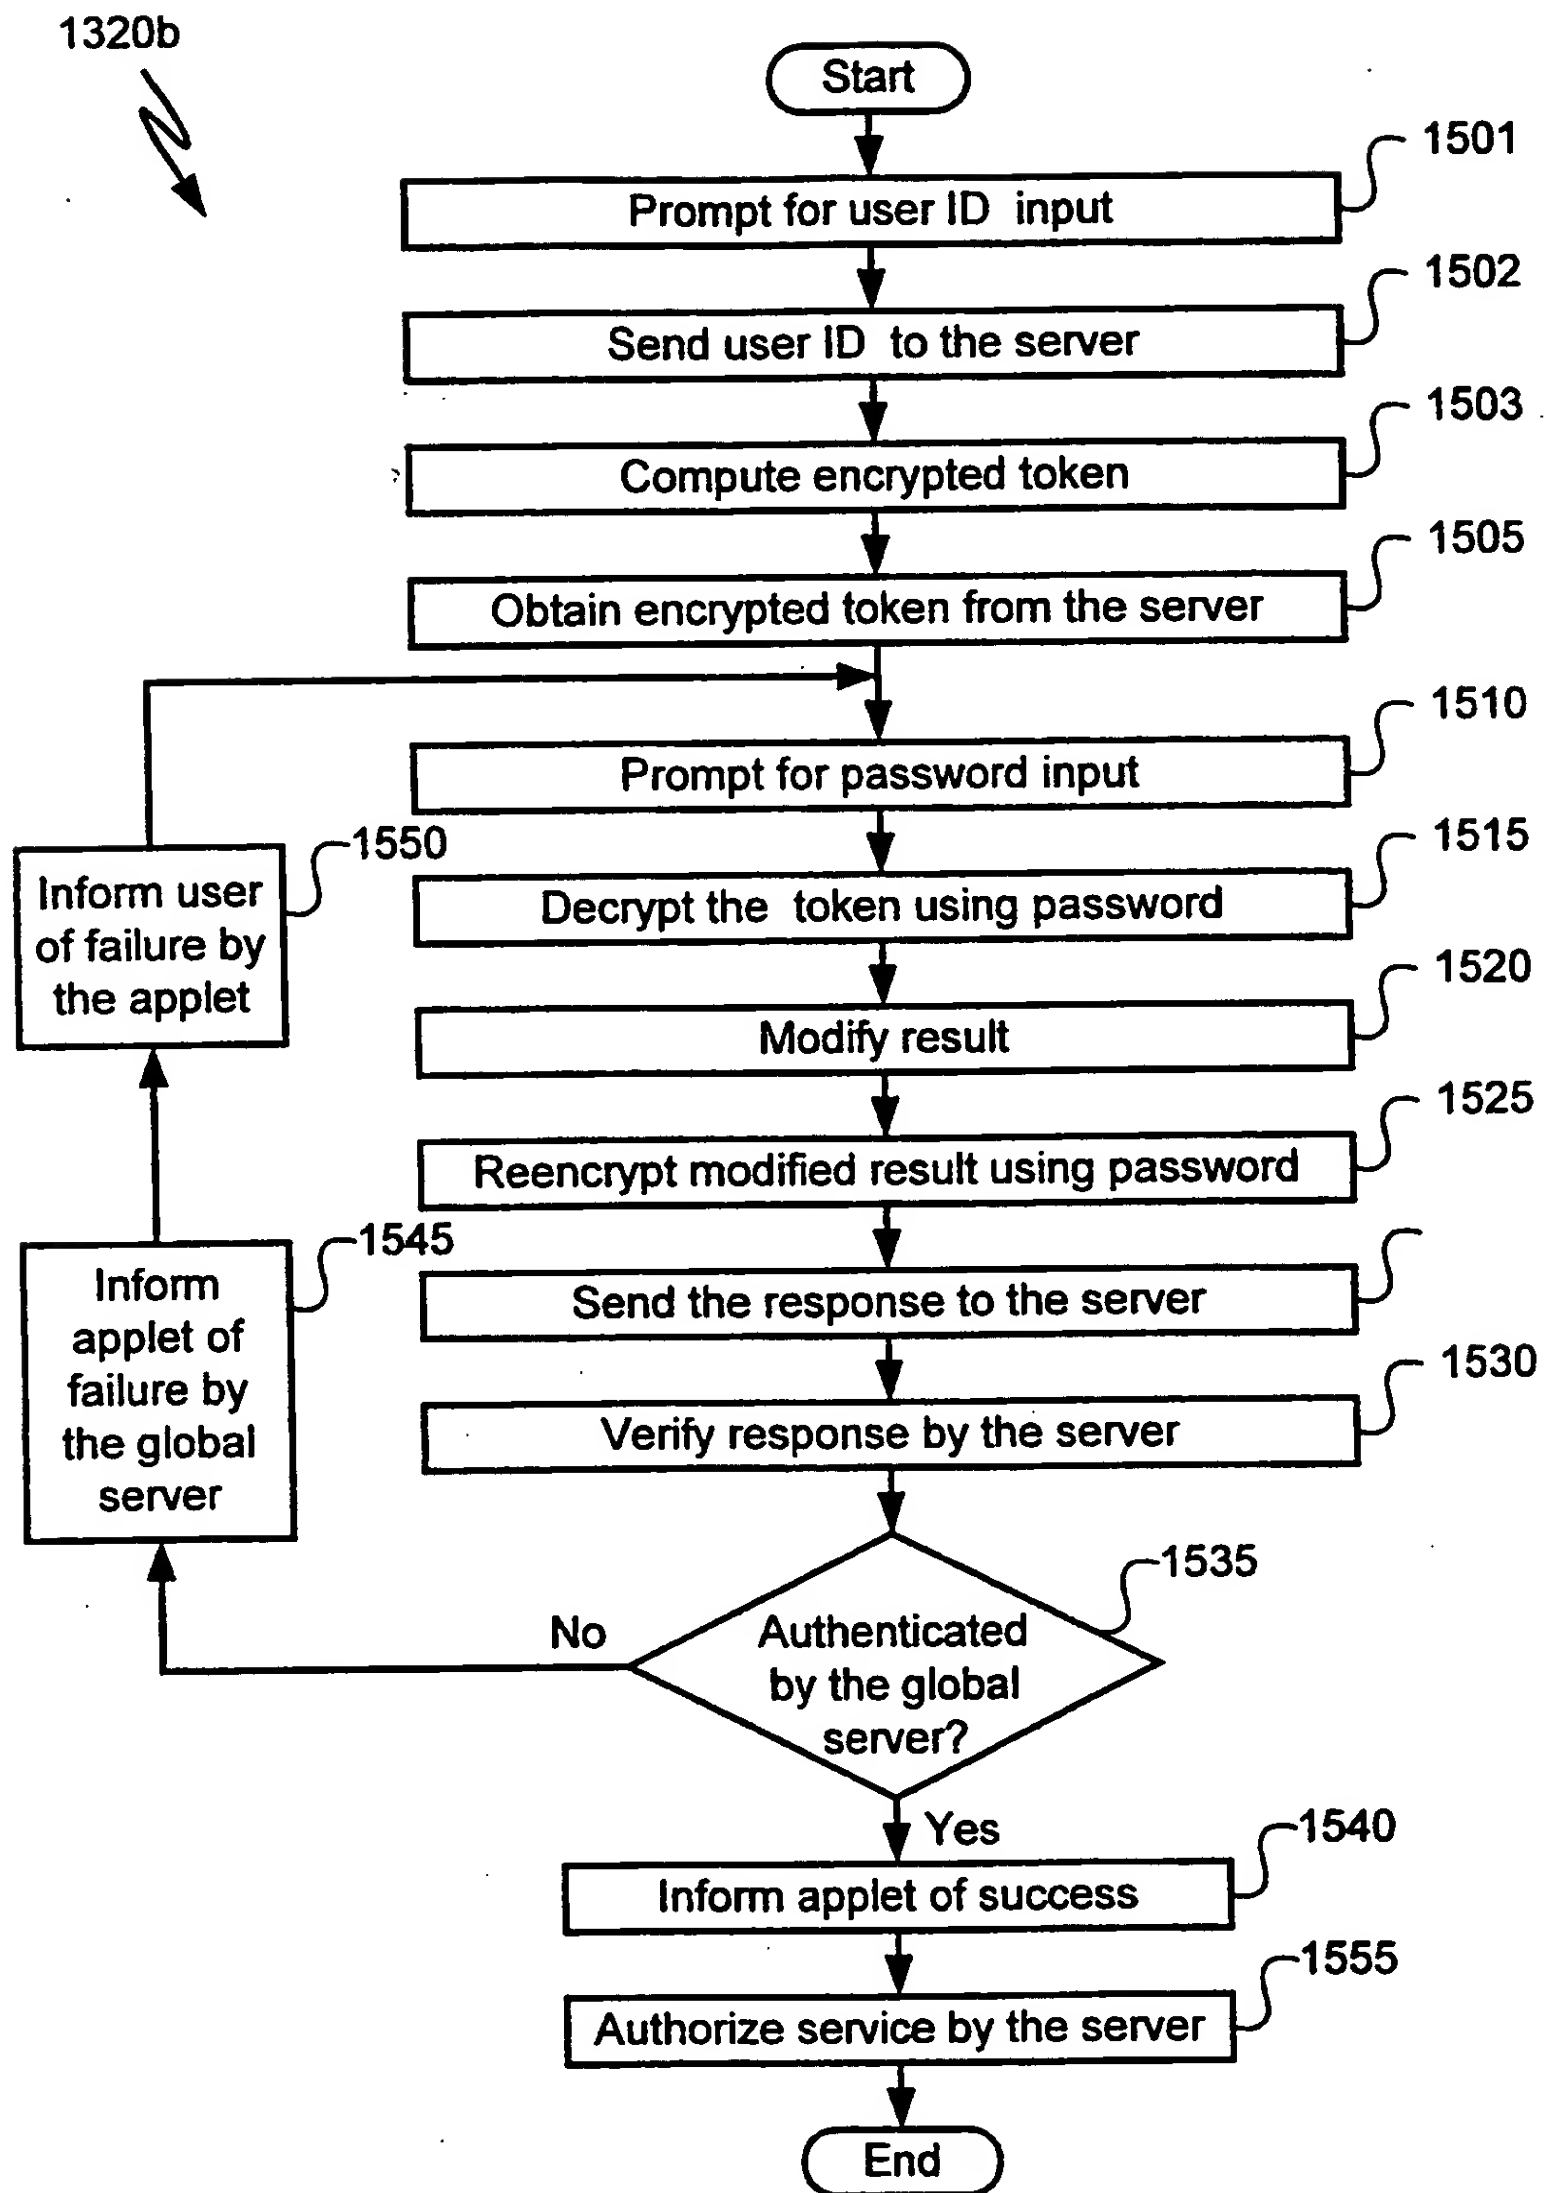 1320b
Start
1501
Prompt for user ID input
1502
Send user ID to the server
1503
Compute encrypted token
1505
Obtain encrypted token from the server
1510
Prompt for password input
1515
Decrypt the token using password
1520
Modify result
1525
Reencrypt modified result using password
Send the response to the server
1530
Verify response by the server
1535
Authenticated
by the global
server?
No
1545
Inform
applet of
failure by
the global
server
1550
Inform user
of failure by
the applet
Yes
1540
Inform applet of success
1555
Authorize service by the server
End